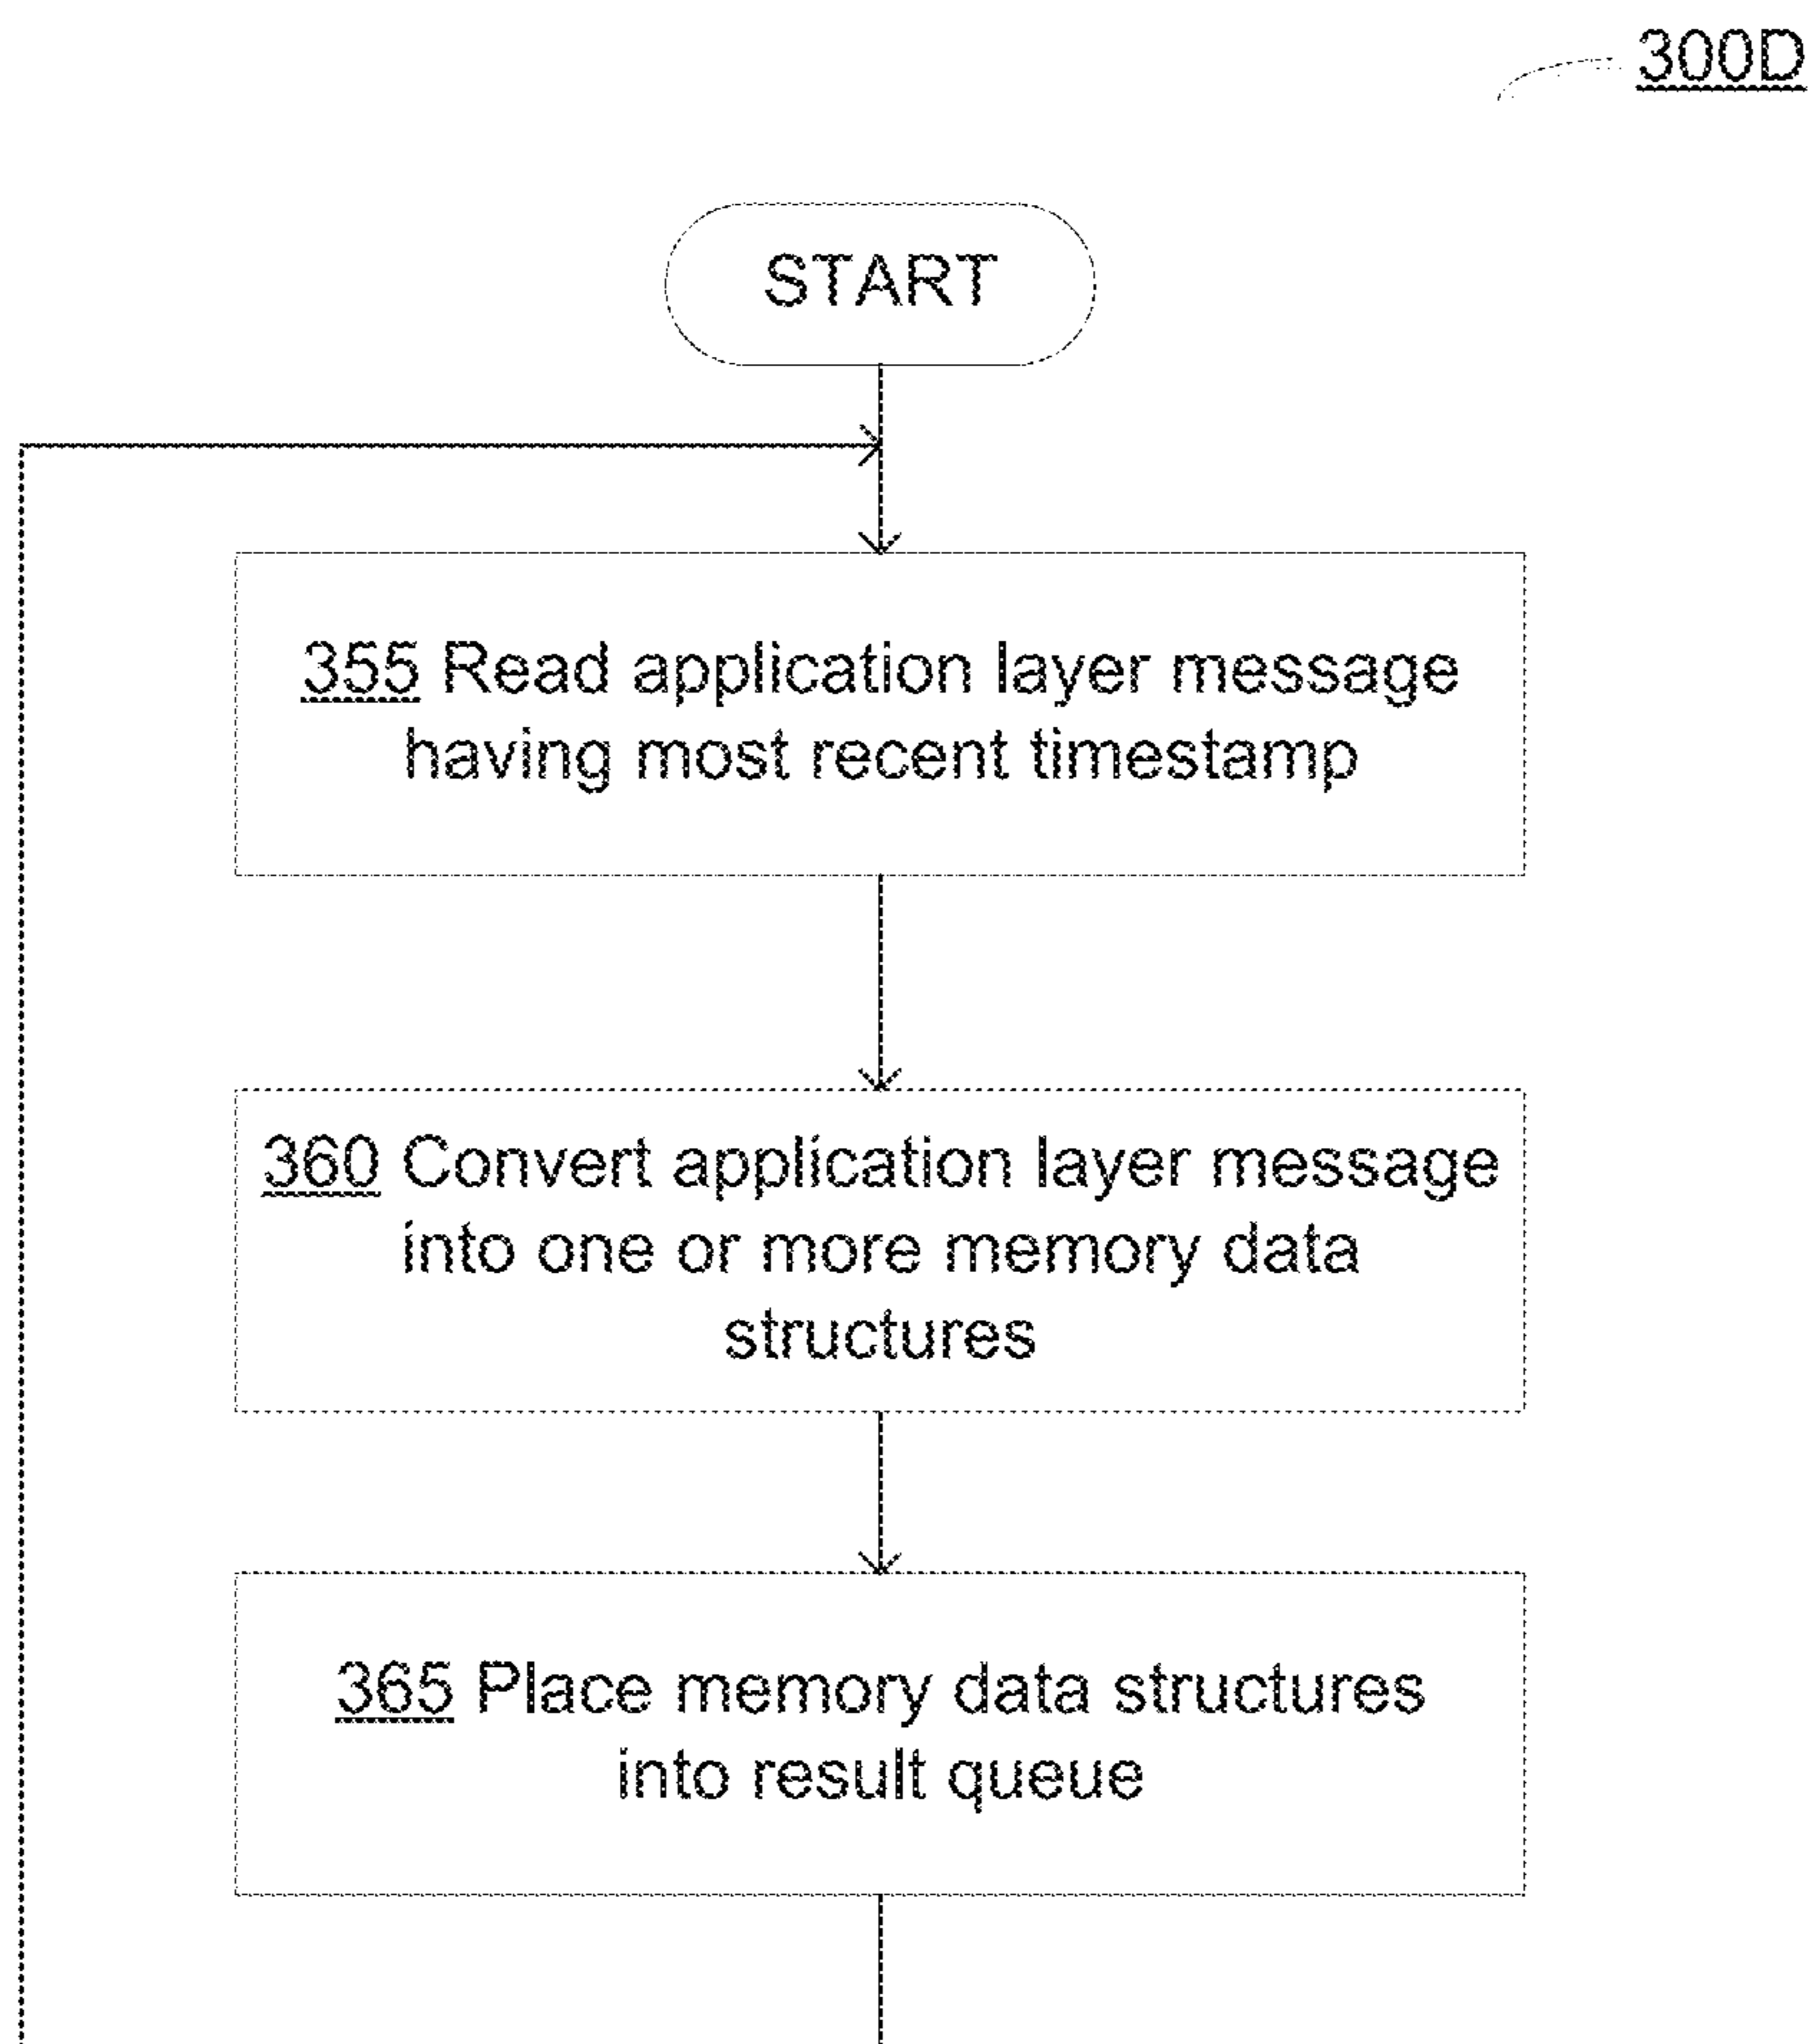 300D
START
355 Read application layer message
having most recent timestamp
360 Convert application layer message
into one or more memory data
structures
365 Place memory data structures
into result queue